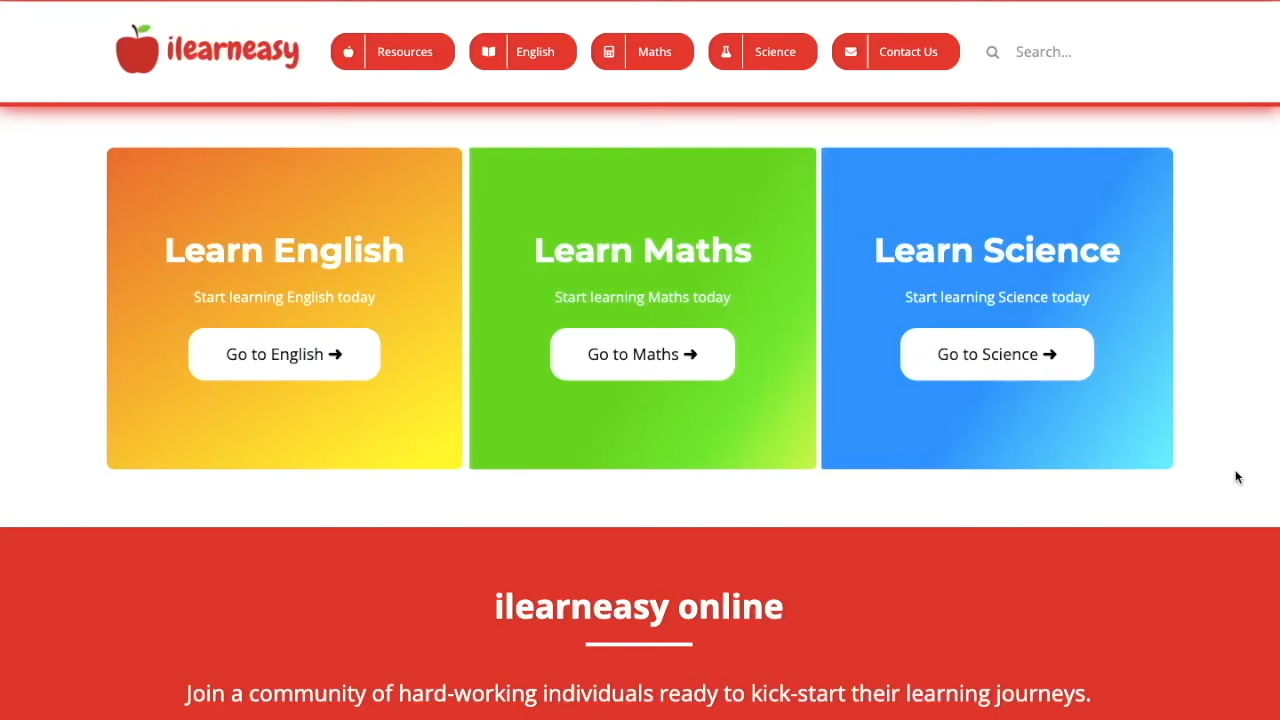 ilearneasy
Resources
English
Maths
Science
Contact Us
Search...
Learn English
Start learning English today
Go to English ➜
Learn Maths
Start learning Maths today
Go to Maths ➜
Learn Science
Start learning Science today
Go to Science ➜
ilearneasy online
Join a community of hard-working individuals ready to kick-start their learning journeys.